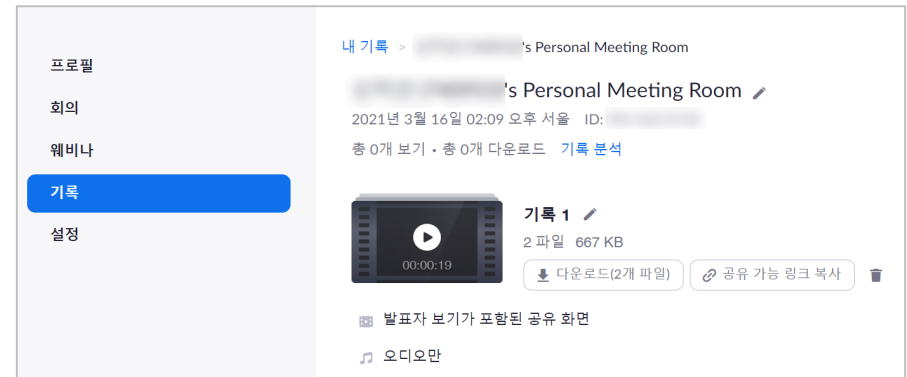 프로필
회의
웨비나
기록
설정
내 기록 > 's Personal Meeting Room
's Personal Meeting Room
2021년 3월 16일 02:09 오후 서울 ID:
총 0개 보기 • 총 0개 다운로드 기록 분석
00:00:19
기록 1
2 파일 667 KB
다운로드(2개 파일) 공유 가능 링크 복사
발표자 보기가 포함된 공유 화면
오디오만